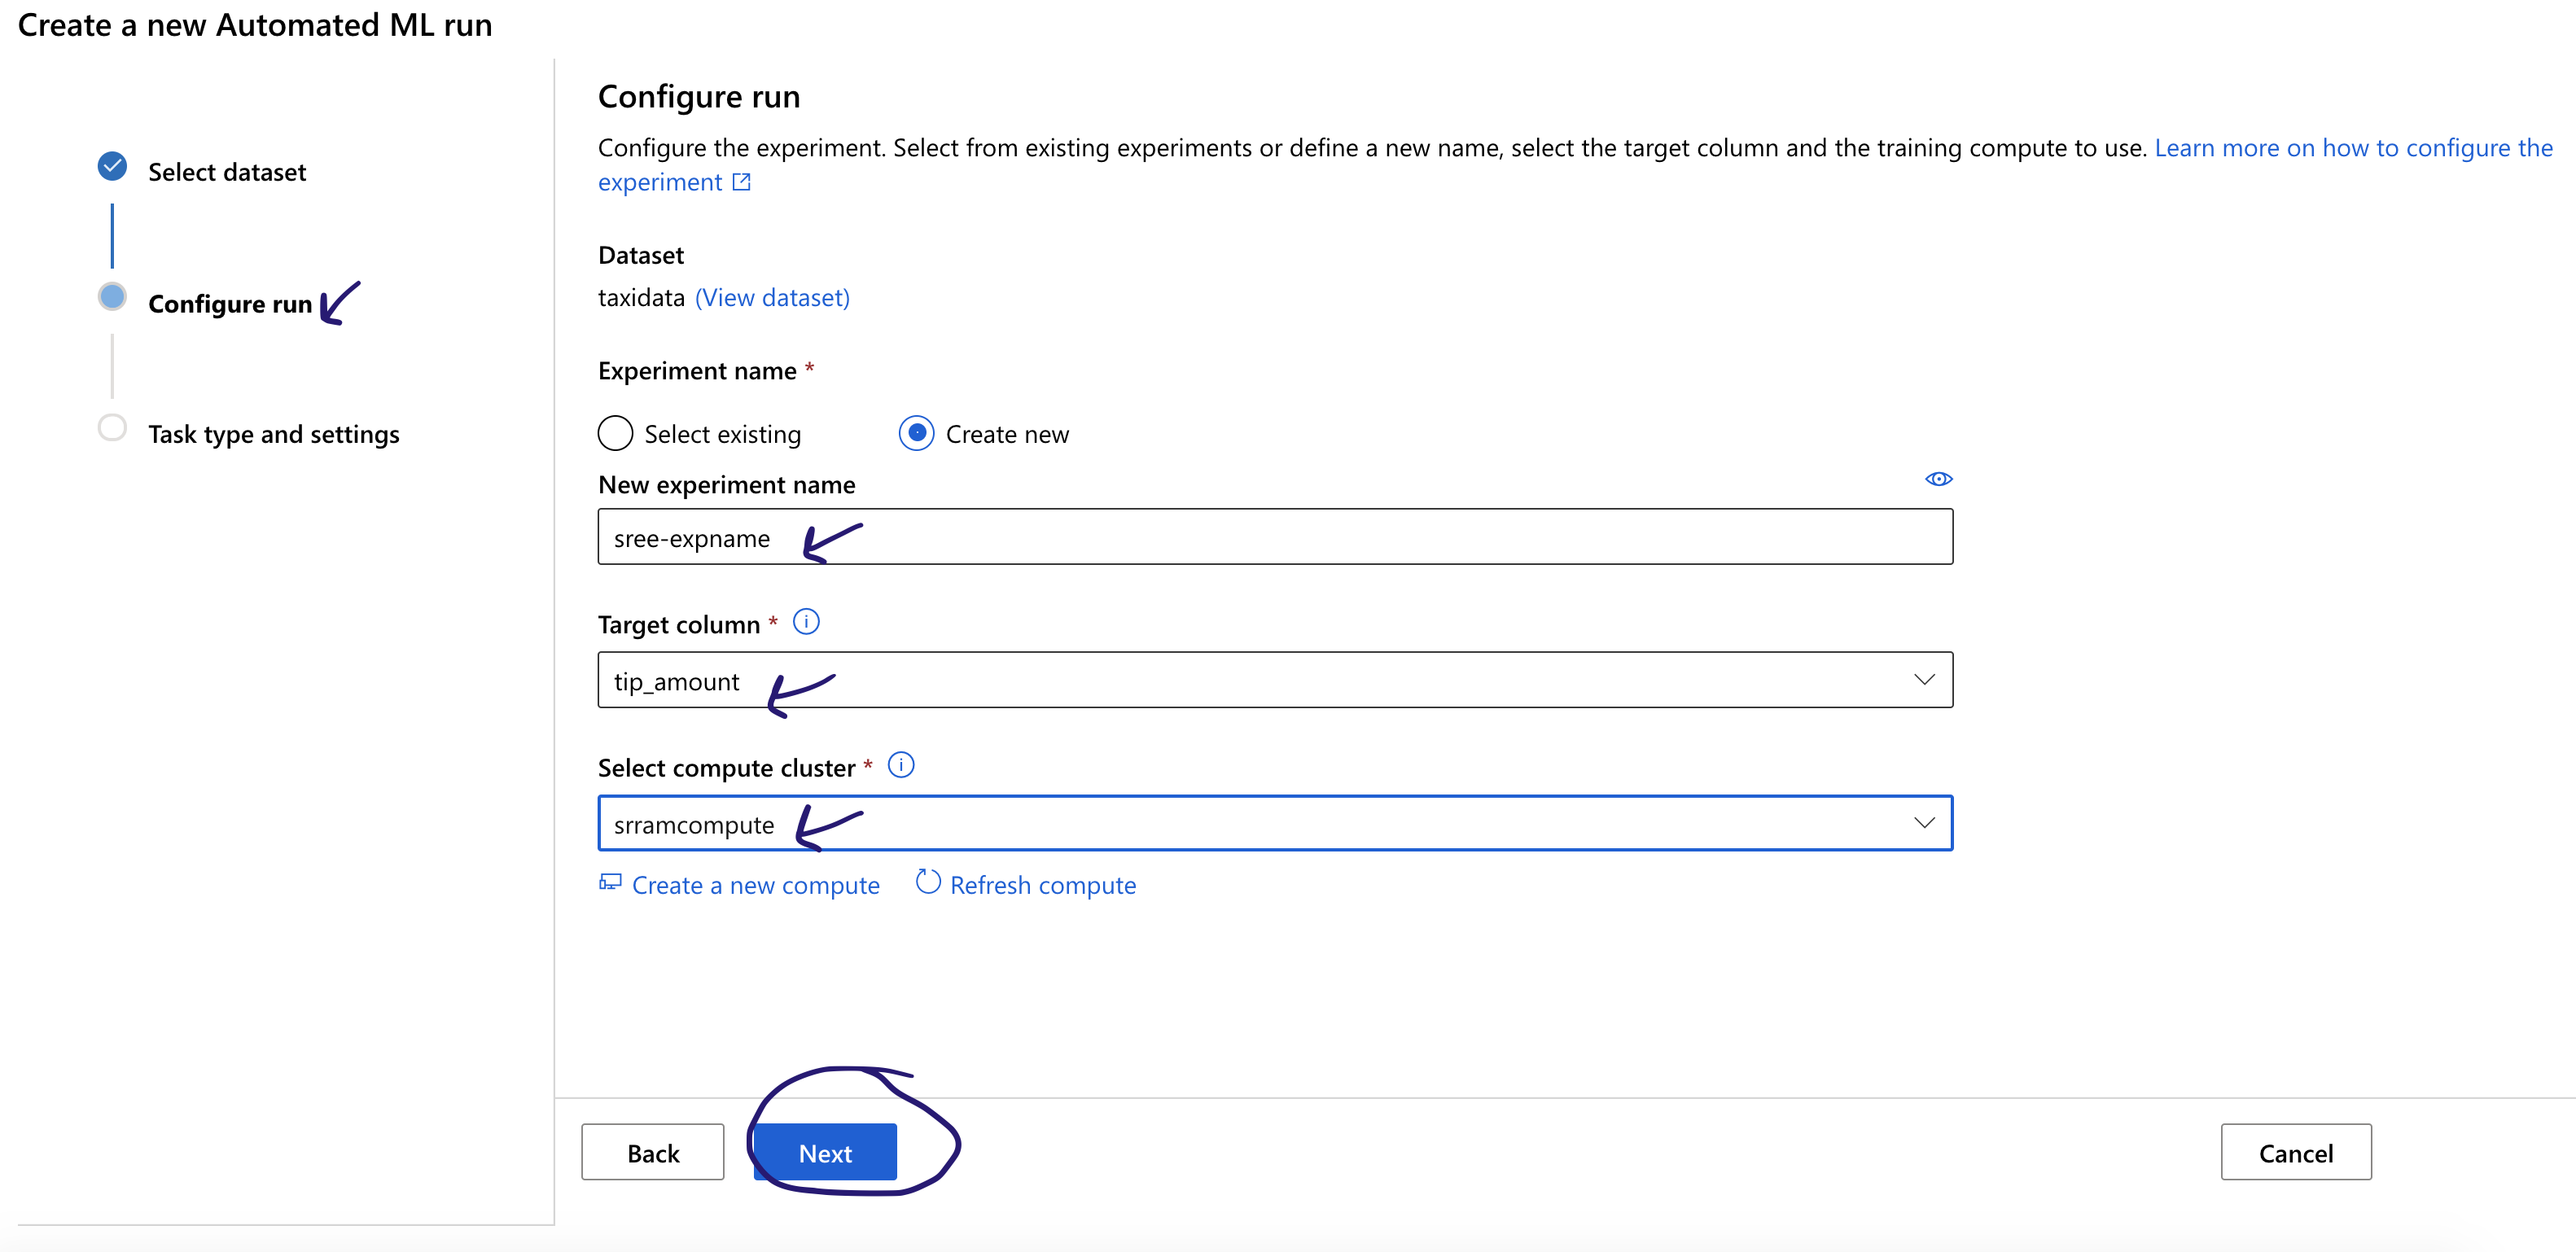 Create a new Automated ML run
Select dataset
Configure run
Task type and settings
Configure run
Configure the experiment. Select from existing experiments or define a new name, select the target column and the training compute to use. Learn more on how to configure the
experiment
Dataset
taxidata (View dataset)
Experiment name *
Select existing Create new
New experiment name
sree-expname
Target column *
tip_amount
Select compute cluster *
srramcompute
Create a new compute Refresh compute
Back Next Cancel